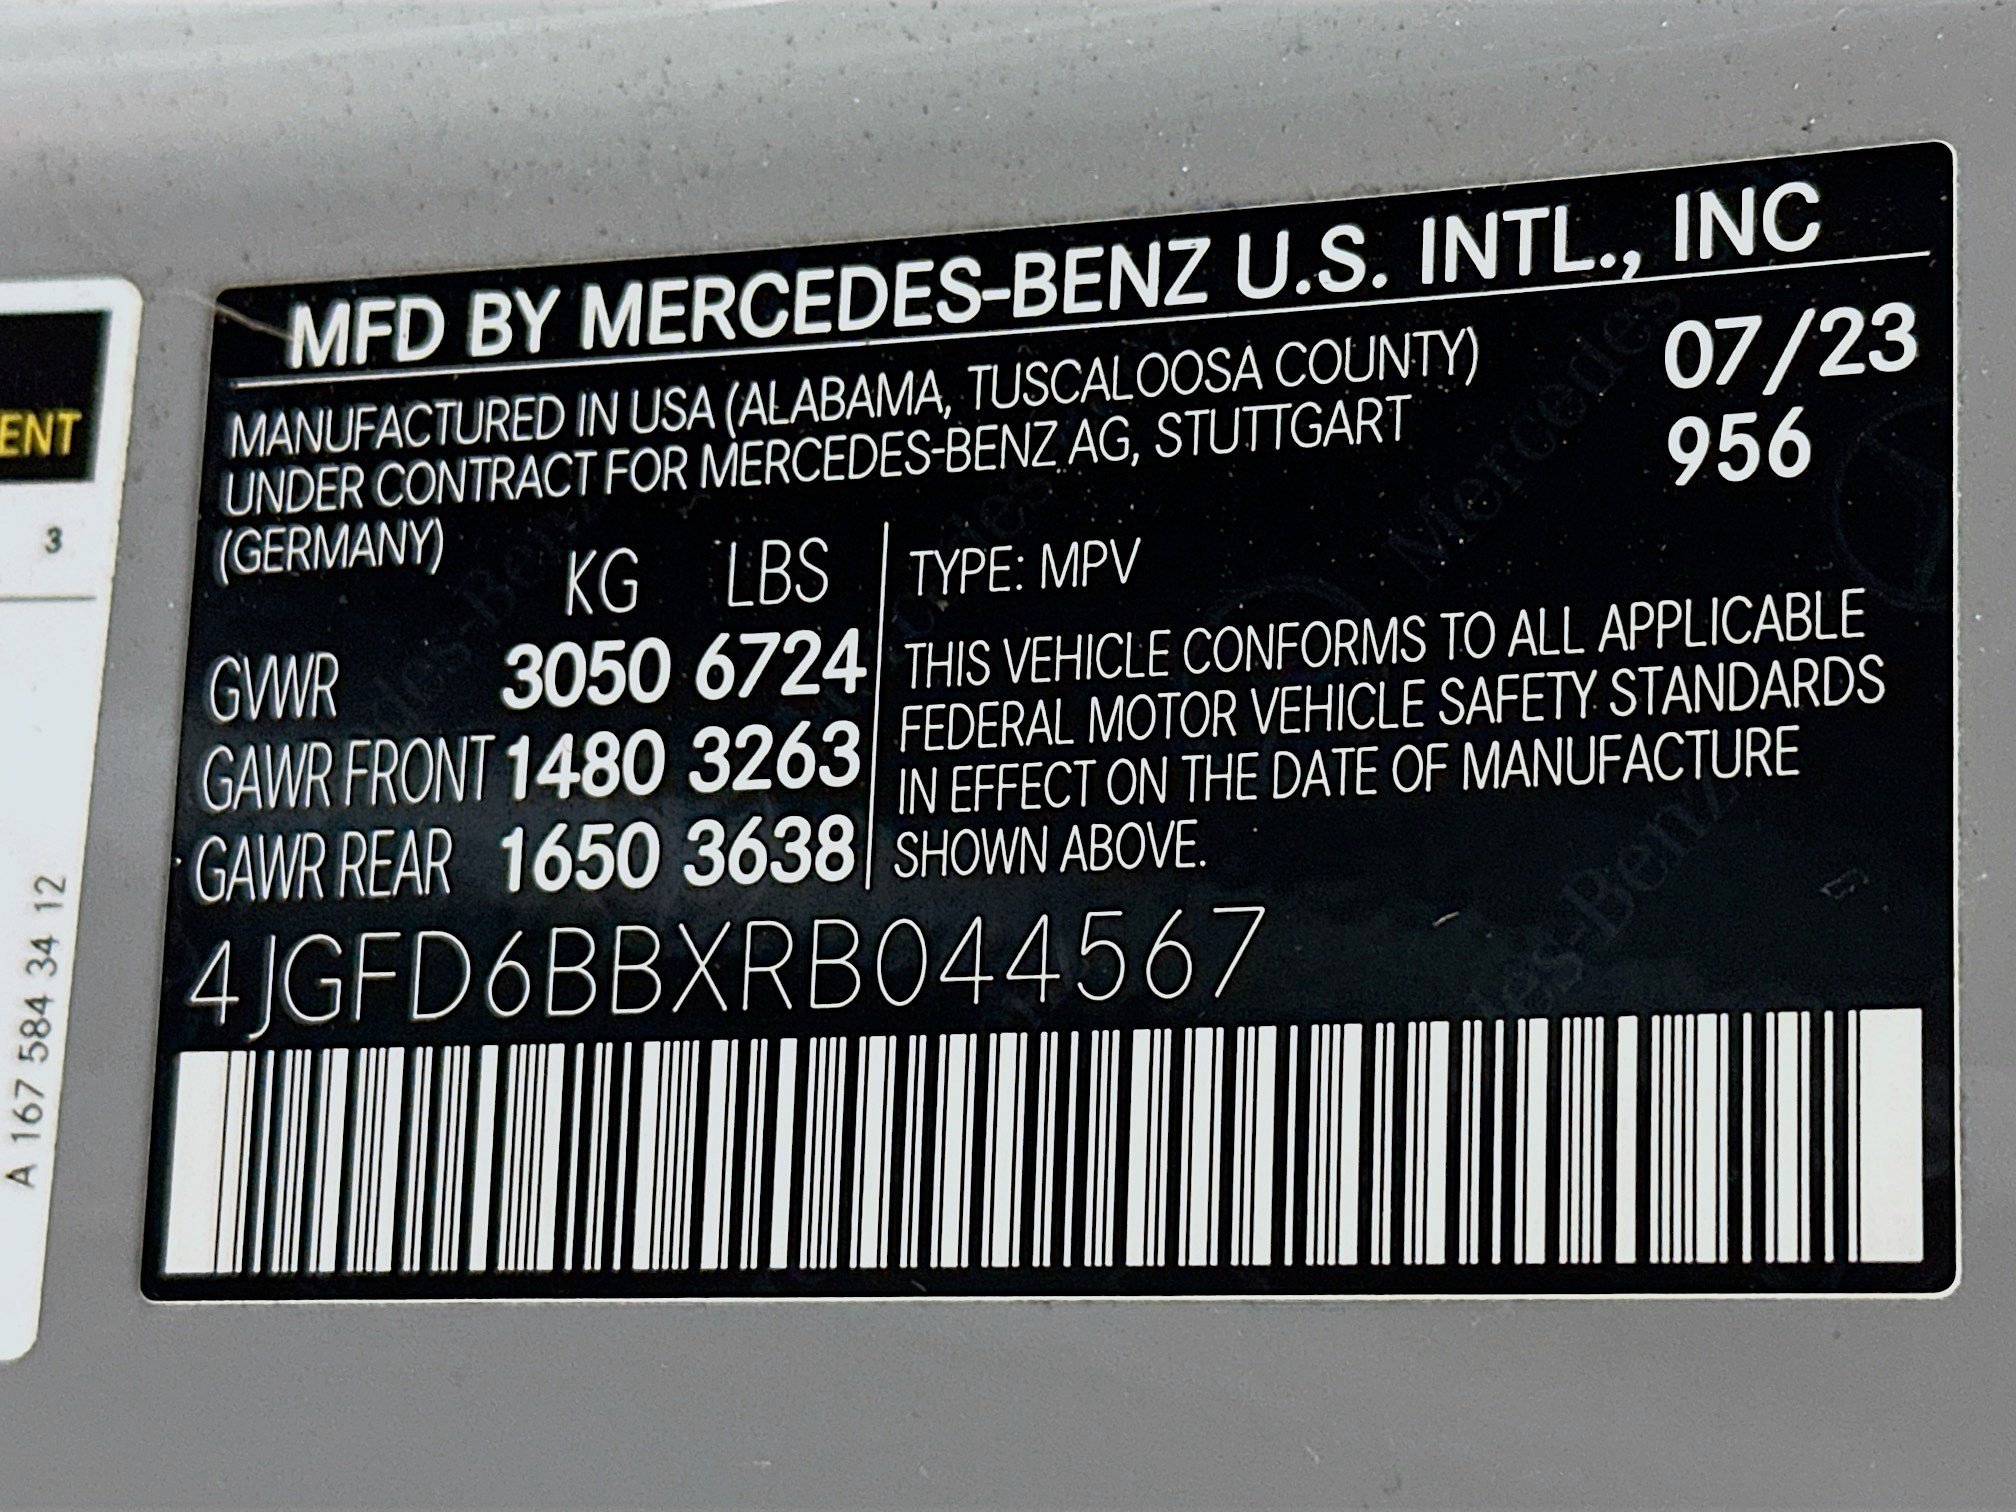 MFD BY MERCEDES-BENZ U.S. INTL., INC
MANUFACTURED IN USA (ALABAMA, TUSCALOOSA COUNTY) 07/23
UNDER CONTRACT FOR MERCEDES-BENZ AG, STUTTGART 956
(GERMANY)
KG LBS
GVWR 3050 6724
GAWR FRONT 1480 3263
GAWR REAR 1650 3638
TYPE: MPV
THIS VEHICLE CONFORMS TO ALL APPLICABLE
FEDERAL MOTOR VEHICLE SAFETY STANDARDS
IN EFFECT ON THE DATE OF MANUFACTURE
SHOWN ABOVE.
4JGFD6BBXRB044567
ENT
3
A 167 584 34 12